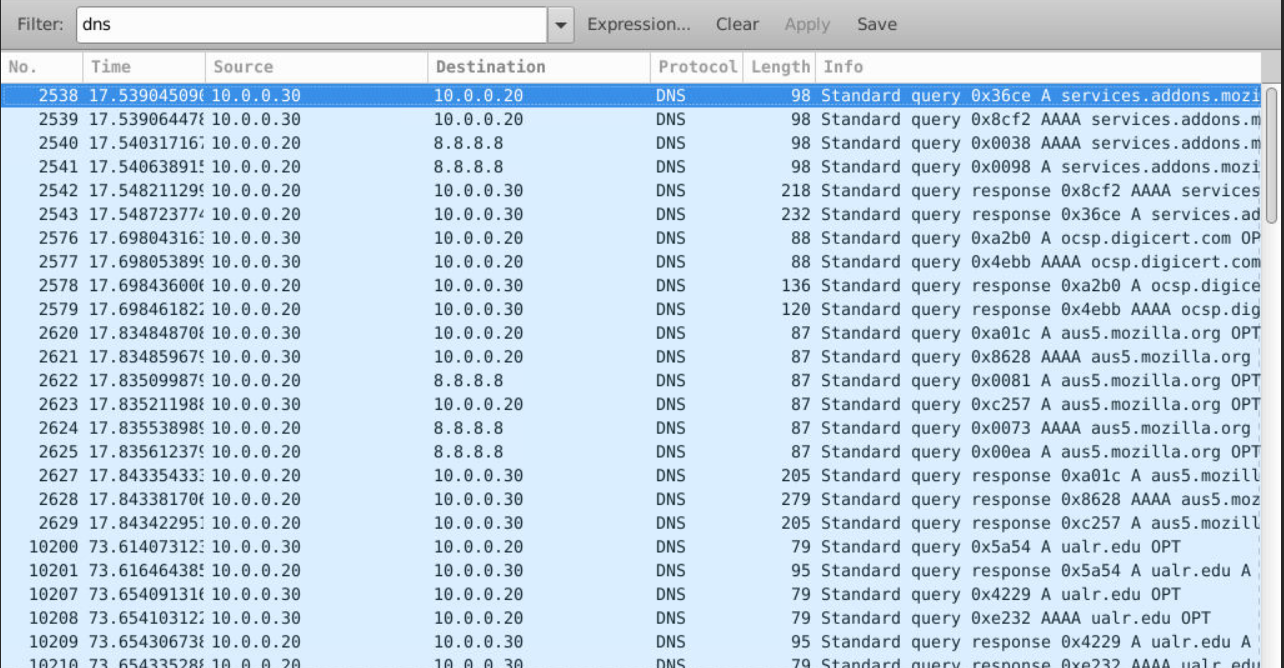 Filter: dns Expression... Clear Apply Save
No. Time Source Destination Protocol Length Info
2538 17.539045090 10.0.0.30 10.0.0.20 DNS 98 Standard query 0x36ce A services.addons.mozi
2539 17.539064478 10.0.0.30 10.0.0.20 DNS 98 Standard query 0x8cf2 AAAA services.addons.m
2540 17.540317167 10.0.0.20 8.8.8.8 DNS 98 Standard query 0x0038 AAAA services.addons.m
2541 17.540638915 10.0.0.20 8.8.8.8 DNS 98 Standard query 0x0098 A services.addons.mozi
2542 17.548211299 10.0.0.20 10.0.0.30 DNS 218 Standard query response 0x8cf2 AAAA services
2543 17.548723774 10.0.0.20 10.0.0.30 DNS 232 Standard query response 0x36ce A services.ad
2576 17.698043163 10.0.0.30 10.0.0.20 DNS 88 Standard query 0xa2b0 A ocsp.digicert.com OP
2577 17.698053899 10.0.0.30 10.0.0.20 DNS 88 Standard query 0x4ebb AAAA ocsp.digicert.com
2578 17.698436006 10.0.0.20 10.0.0.30 DNS 136 Standard query response 0xa2b0 A ocsp.digice
2579 17.698461822 10.0.0.20 10.0.0.30 DNS 120 Standard query response 0x4ebb AAAA ocsp.dig
2620 17.834848708 10.0.0.30 10.0.0.20 DNS 87 Standard query 0xa01c A aus5.mozilla.org OPT
2621 17.834859679 10.0.0.30 10.0.0.20 DNS 87 Standard query 0x8628 AAAA aus5.mozilla.org
2622 17.835099879 10.0.0.20 8.8.8.8 DNS 87 Standard query 0x0081 A aus5.mozilla.org OPT
2623 17.835211988 10.0.0.30 10.0.0.20 DNS 87 Standard query 0xc257 A aus5.mozilla.org OPT
2624 17.835538989 10.0.0.20 8.8.8.8 DNS 87 Standard query 0x0073 AAAA aus5.mozilla.org
2625 17.835612379 10.0.0.20 8.8.8.8 DNS 87 Standard query 0x00ea A aus5.mozilla.org OPT
2627 17.843354333 10.0.0.20 10.0.0.30 DNS 205 Standard query response 0xa01c A aus5.mozill
2628 17.843381706 10.0.0.20 10.0.0.30 DNS 279 Standard query response 0x8628 AAAA aus5.moz
2629 17.843422951 10.0.0.20 10.0.0.30 DNS 205 Standard query response 0xc257 A aus5.mozill
10200 73.614073123 10.0.0.30 10.0.0.20 DNS 79 Standard query 0x5a54 A ualr.edu OPT
10201 73.616464385 10.0.0.20 10.0.0.30 DNS 95 Standard query response 0x5a54 A ualr.edu A
10207 73.654091316 10.0.0.30 10.0.0.20 DNS 79 Standard query 0x4229 A ualr.edu OPT
10208 73.654103122 10.0.0.30 10.0.0.20 DNS 79 Standard query 0xe232 AAAA ualr.edu OPT
10209 73.654306738 10.0.0.20 10.0.0.30 DNS 95 Standard query response 0x4229 A ualr.edu A
10210 73.654335288 10.0.0.20 10.0.0.30 DNS 79 Standard query response 0xe232 AAAA ualr.edu